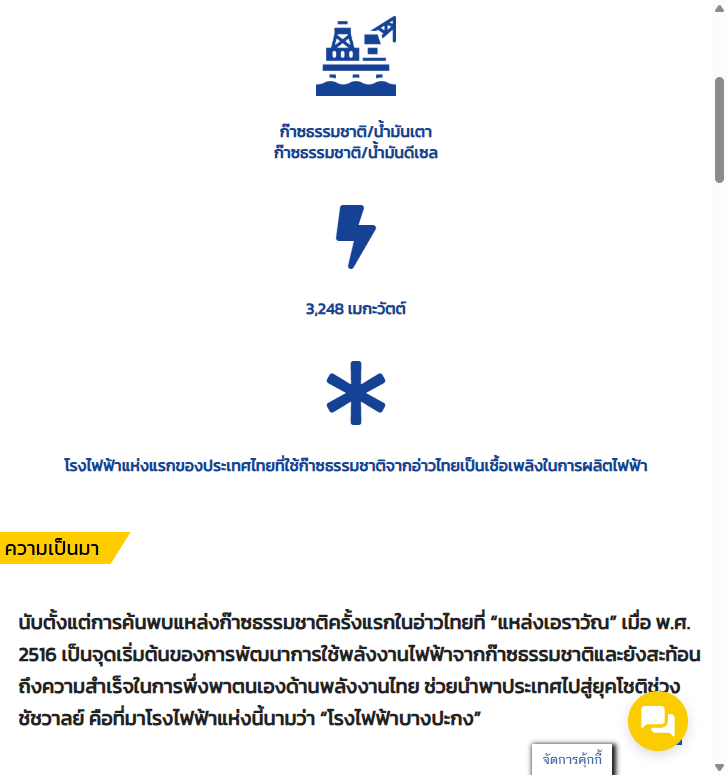 ก๊าซธรรมชาติ/น้ำมันเตา
ก๊าซธรรมชาติ/น้ำมันดีเซล
3,248 เมกะวัตต์
โรงไฟฟ้าแห่งแรกของประเทศไทยที่ใช้ก๊าซธรรมชาติจากอ่าวไทยเป็นเชื้อเพลิงในการผลิตไฟฟ้า
ความเป็นมา
นับตั้งแต่การค้นพบแหล่งก๊าซธรรมชาติครั้งแรกในอ่าวไทยที่ “แหล่งเอราวัณ” เมื่อ พ.ศ.
2516 เป็นจุดเริ่มต้นของการพัฒนาการใช้พลังงานไฟฟ้าจากก๊าซธรรมชาติและยังสะท้อน
ถึงความสำเร็จในการพึ่งพาตนเองด้านพลังงานไทย ช่วยนำพาประเทศไปสู่ยุคโชติช่วง
ชัชวาลย์ คือที่มาโรงไฟฟ้าแห่งนี้นามว่า “โรงไฟฟ้าบางปะกง”
จัดการคุ้กกี้